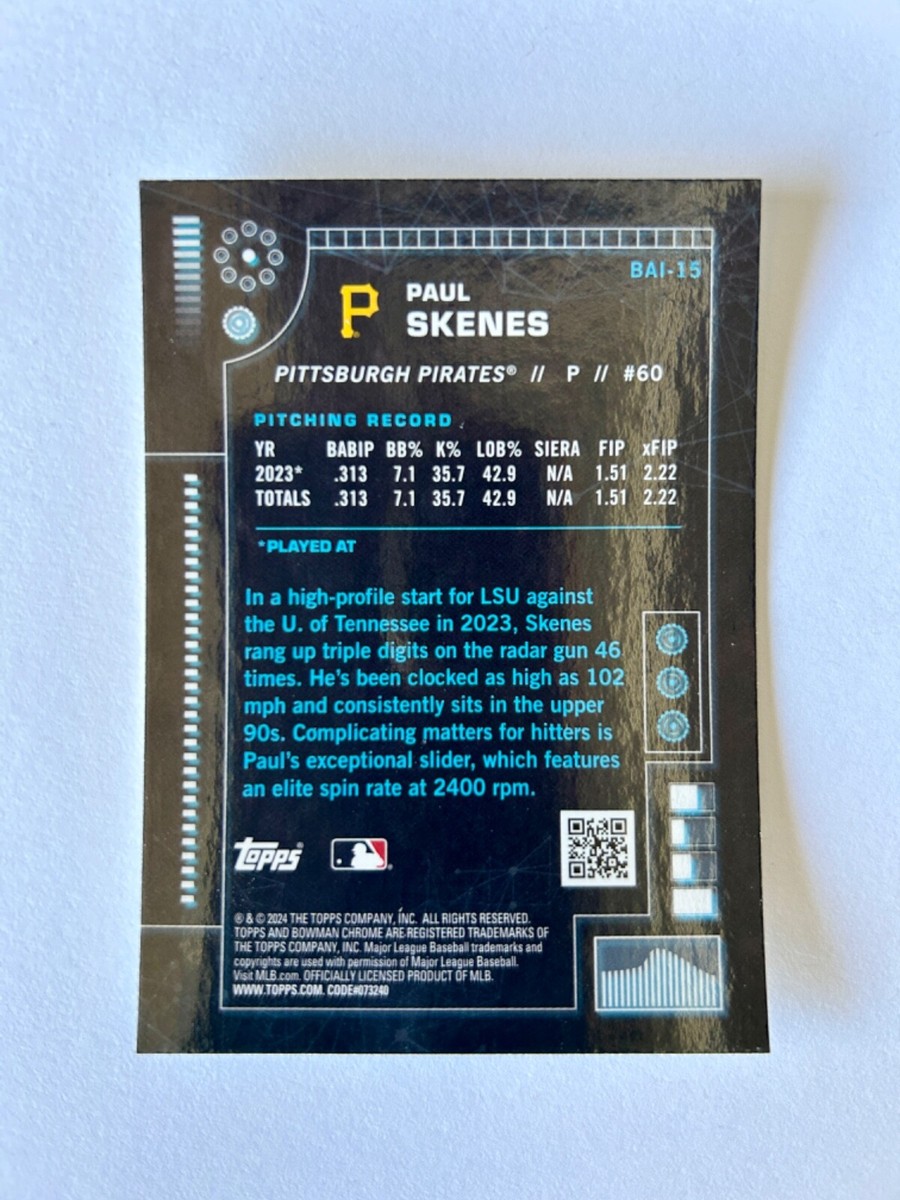 BAI-15
P
PAUL
SKENES
PITTSBURGH PIRATES® // P // #60
PITCHING RECORD
YR BABIP BB% K% LOB% SIERA FIP xFIP
2023* .313 7.1 35.7 42.9 N/A 1.51 2.22
TOTALS .313 7.1 35.7 42.9 N/A 1.51 2.22
*PLAYED AT
In a high-profile start for LSU against
the U. of Tennessee in 2023, Skenes
rang up triple digits on the radar gun 46
times. He's been clocked as high as 102
mph and consistently sits in the upper
90s. Complicating matters for hitters is
Paul's exceptional slider, which features
an elite spin rate at 2400 rpm.
Topps®
® & © 2024 THE TOPPS COMPANY, INC. ALL RIGHTS RESERVED.
TOPPS AND BOWMAN CHROME ARE REGISTERED TRADEMARKS OF
THE TOPPS COMPANY, INC. Major League Baseball trademarks and
copyrights are used with permission of Major League Baseball.
Visit MLB.com. OFFICIALLY LICENSED PRODUCT OF MLB.
WWW.TOPPS.COM. CODE#073240